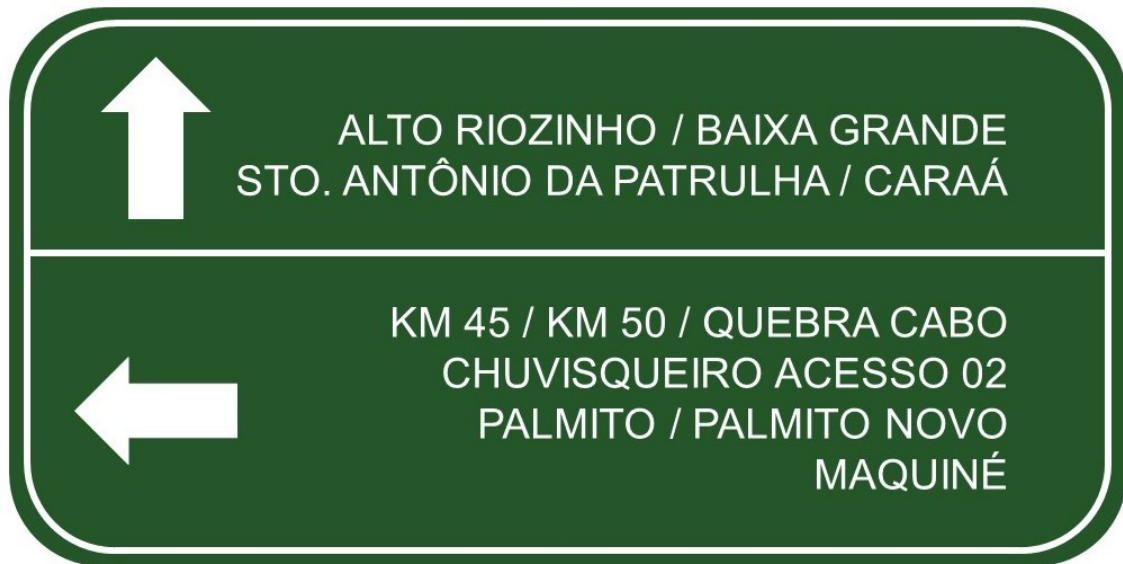 ALTO RIOZINHO / BAIXA GRANDE
STO. ANTÔNIO DA PATRULHA / CARAÁ
KM 45 / KM 50 / QUEBRA CABO
CHUVISQUEIRO ACESSO 02
PALMITO / PALMITO NOVO
MAQUINÉ